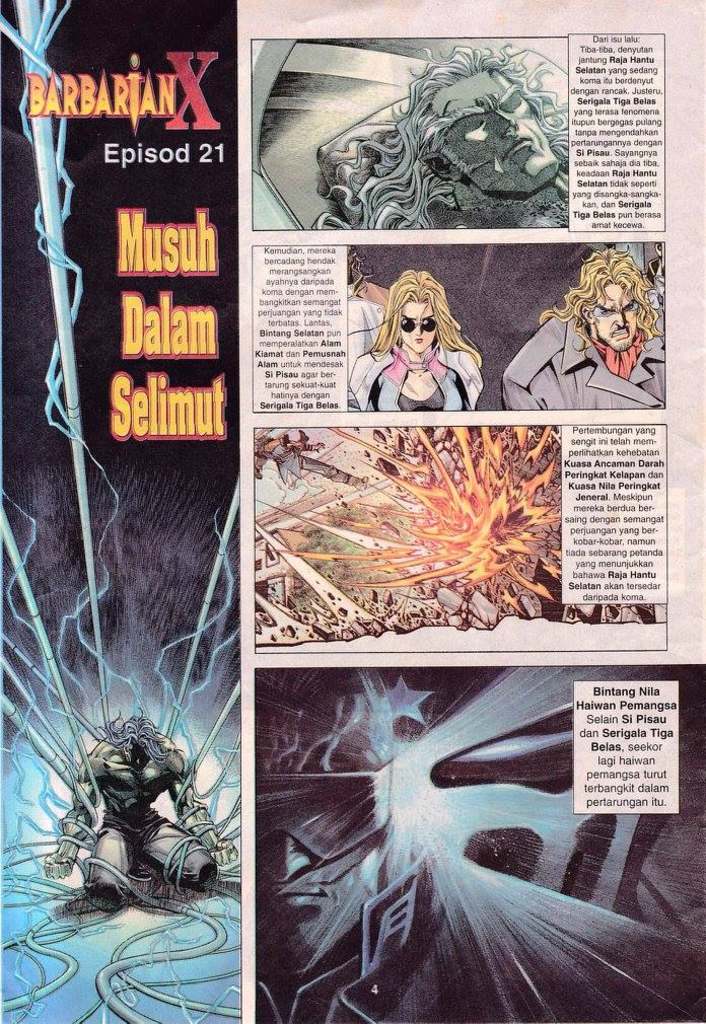 BARBARIAN X
Episod 21
Musuh
Dalam
Selimut
Dari isu lalu:
Tiba-tiba, denyutan
jantung Raja Hantu
Selatan yang sedang
koma itu berdenyut
dengan rancak. Justeru,
Serigala Tiga Belas
yang terasa fenomena
itupun bergegas pulang
tanpa mengendahkan
pertarungannya dengan
Si Pisau. Sayangnya
sebaik sahaja dia tiba,
keadaan Raja Hantu
Selatan tidak seperti
yang disangka-sangka-
kan, dan Serigala
Tiga Belas pun berasa
amat kecewa.
Kemudian, mereka
bercadang hendak
merangsangkan
ayahnya daripada
koma dengan mem-
bangkitkan semangat
perjuangan yang tidak
terbatas. Lantas,
Bintang Selatan pun
memperalatkan Alam
Kiamat dan Pemusnah
Alam untuk mendesak
Si Pisau agar ber-
tarung sekuat-kuat
hatinya dengan
Serigala Tiga Belas.
Pertembungan yang
sengit ini telah mem-
perlihatkan kehebatan
Kuasa Ancaman Darah
Peringkat Kelapan dan
Kuasa Nila Peringkat
Jeneral. Meskipun
mereka berdua ber-
saing dengan semangat
perjuangan yang ber-
kobar-kobar, namun
tiada sebarang petanda
yang menunjukkan
bahawa Raja Hantu
Selatan akan tersedar
daripada koma.
Bintang Nila
Haiwan Pemangsa
Selain Si Pisau
dan Serigala Tiga
Belas, seekor
lagi haiwan
pemangsa turut
terbangkit dalam
pertarungan itu.
4